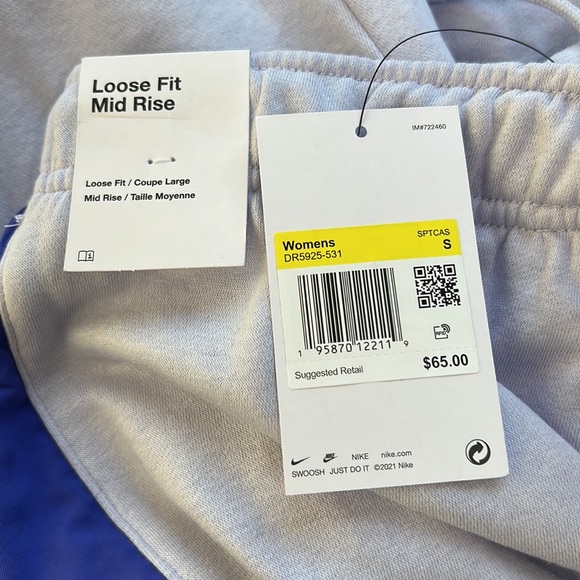 Loose Fit
Mid Rise
Loose Fit / Coupe Large
Mid Rise / Taille Moyenne
IM#722460
Womens
DR5925-531
SPTCAS
S
1 95870 12211 9
RFID
Suggested Retail
$65.00
NIKE nike.com
SWOOSH JUST DO IT ©2021 Nike